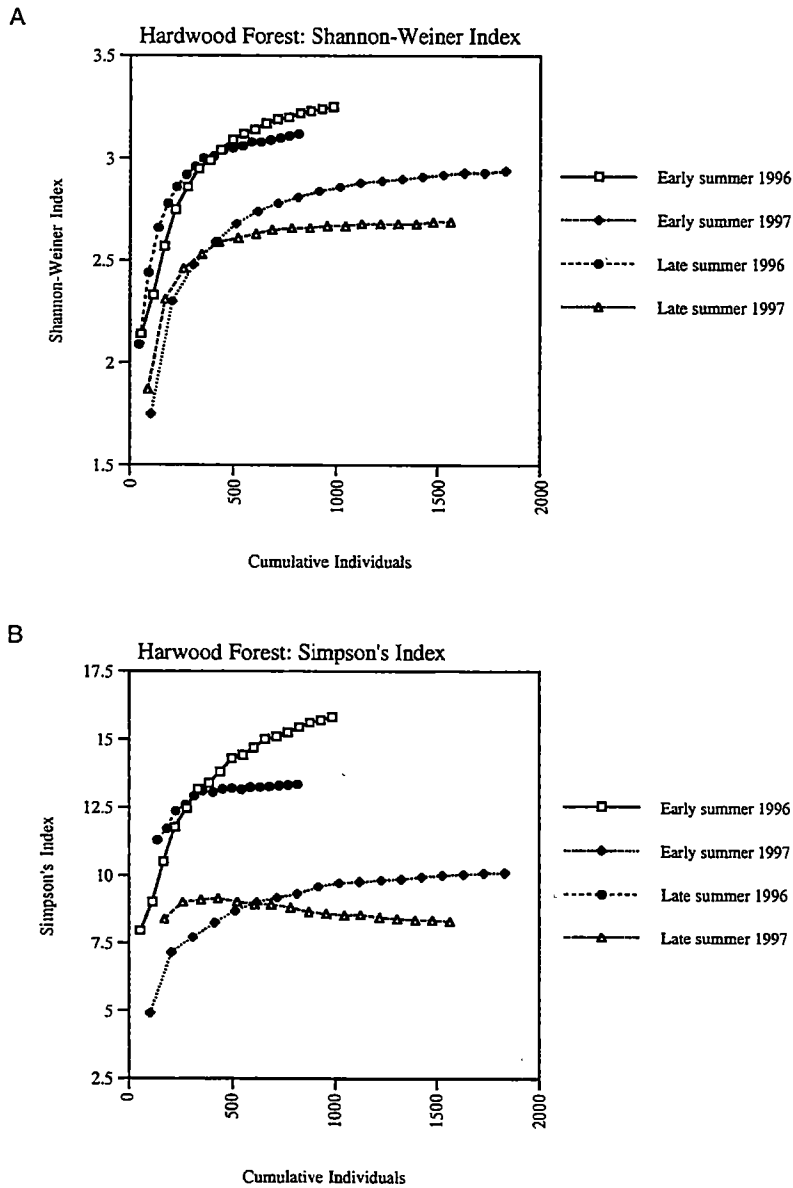 A
Hardwood Forest: Shannon-Weiner Index
3.5
3
2.5
2
1.5
Shannon-Weiner Index
0
500
1000
1500
2000
Cumulative Individuals
Early summer 1996
Early summer 1997
Late summer 1996
Late summer 1997
B
Harwood Forest: Simpson's Index
17.5
15
12.5
10
7.5
5
2.5
Simpson's Index
0
500
1000
1500
2000
Cumulative Individuals
Early summer 1996
Early summer 1997
Late summer 1996
Late summer 1997